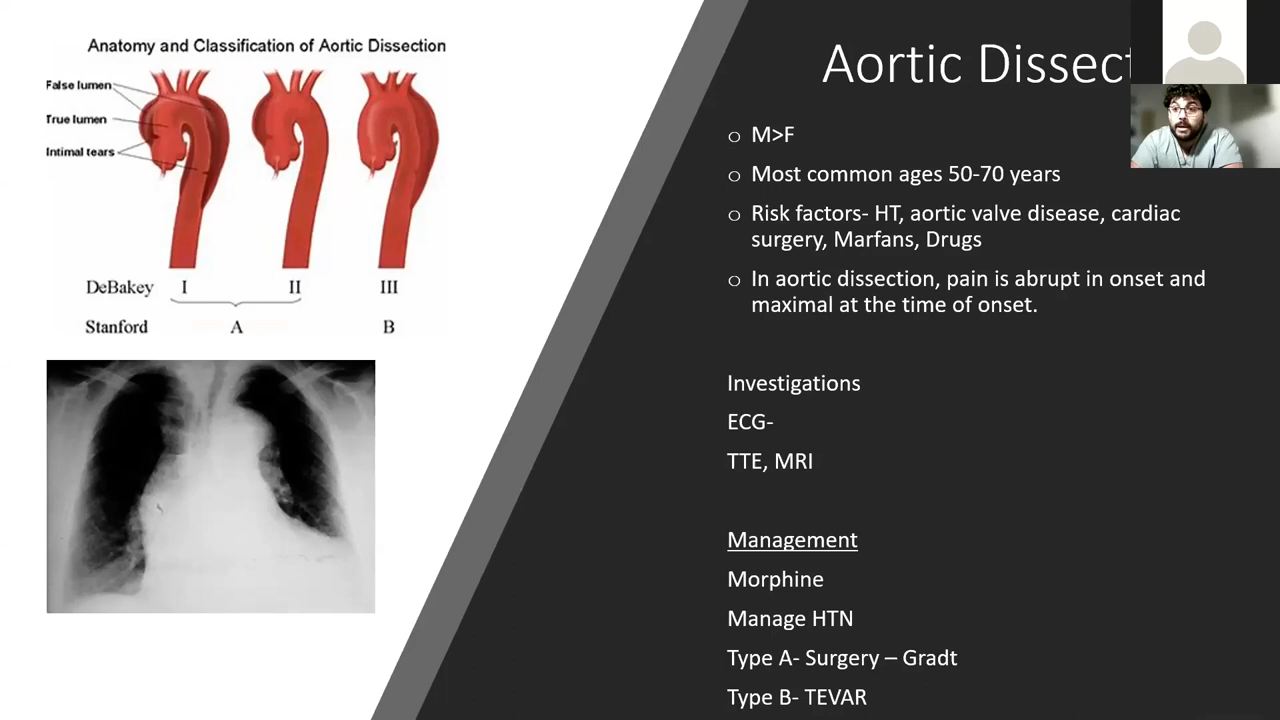 Anatomy and Classification of Aortic Dissection
False lumen
True lumen
Intimal tears
DeBakey I II III
Stanford A B
Aortic Dissect
M>F
Most common ages 50-70 years
Risk factors- HT, aortic valve disease, cardiac
surgery, Marfans, Drugs
In aortic dissection, pain is abrupt in onset and
maximal at the time of onset.
Investigations
ECG-
TTE, MRI
Management
Morphine
Manage HTN
Type A- Surgery – Gradt
Type B- TEVAR